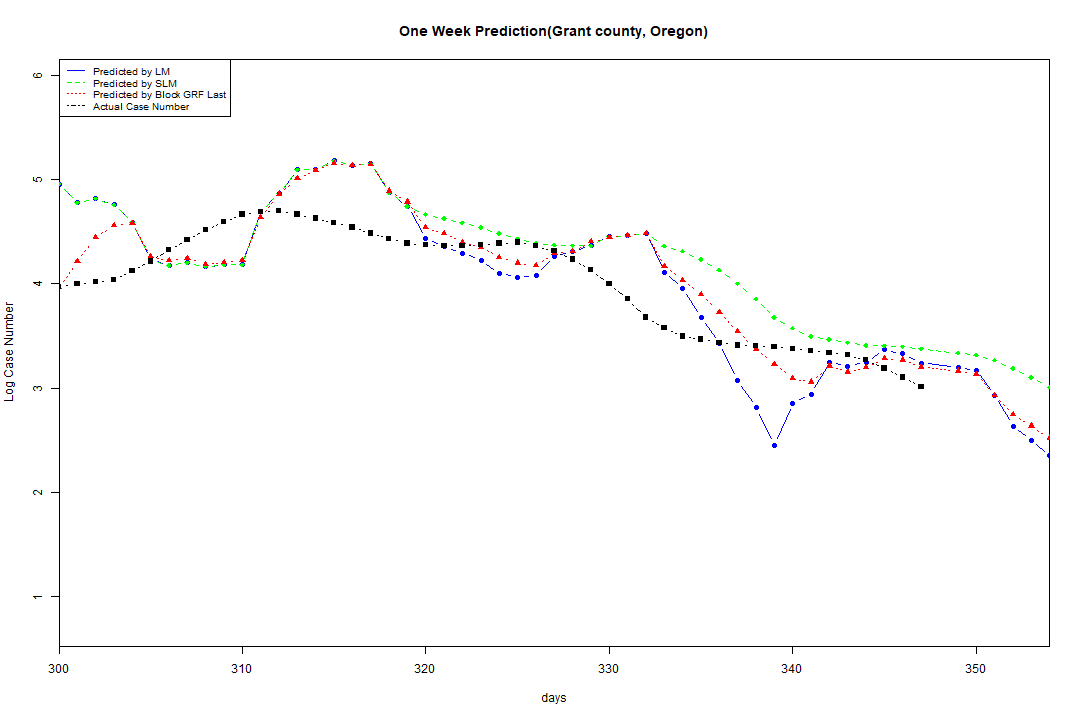 One Week Prediction(Grant county, Oregon)
Predicted by LM
Predicted by SLM
Predicted by Block GRF Last
Actual Case Number
6
5
4
3
2
1
Log Case Number
300 310 320 330 340 350
days